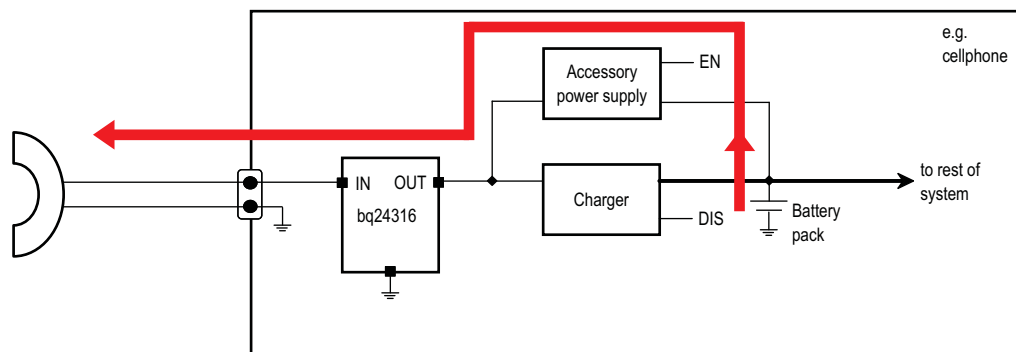 e.g.
cellphone
Accessory
power supply
EN
IN
OUT
bq24316
Charger
DIS
to rest of
system
Battery
pack